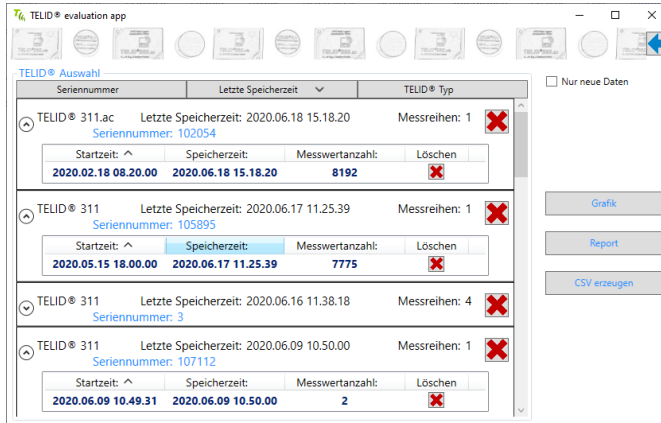 TELID® evaluation app
TELID® Auswahl
Seriennummer Letzte Speicherzeit TELID® Typ
Nur neue Daten
TELID® 311.ac Letzte Speicherzeit: 2020.06.18 15.18.20 Messreihen: 1
Seriennummer: 102054
Startzeit: Speicherzeit: Messwertanzahl: Löschen
2020.02.18 08.20.00 2020.06.18 15.18.20 8192
TELID® 311 Letzte Speicherzeit: 2020.06.17 11.25.39 Messreihen: 1
Seriennummer: 105895
Startzeit: Speicherzeit: Messwertanzahl: Löschen
2020.05.15 18.00.00 2020.06.17 11.25.39 7775
TELID® 311 Letzte Speicherzeit: 2020.06.16 11.38.18 Messreihen: 4
Seriennummer: 3
TELID® 311 Letzte Speicherzeit: 2020.06.09 10.50.00 Messreihen: 1
Seriennummer: 107112
Startzeit: Speicherzeit: Messwertanzahl: Löschen
2020.06.09 10.49.31 2020.06.09 10.50.00 2
Grafik
Report
CSV erzeugen